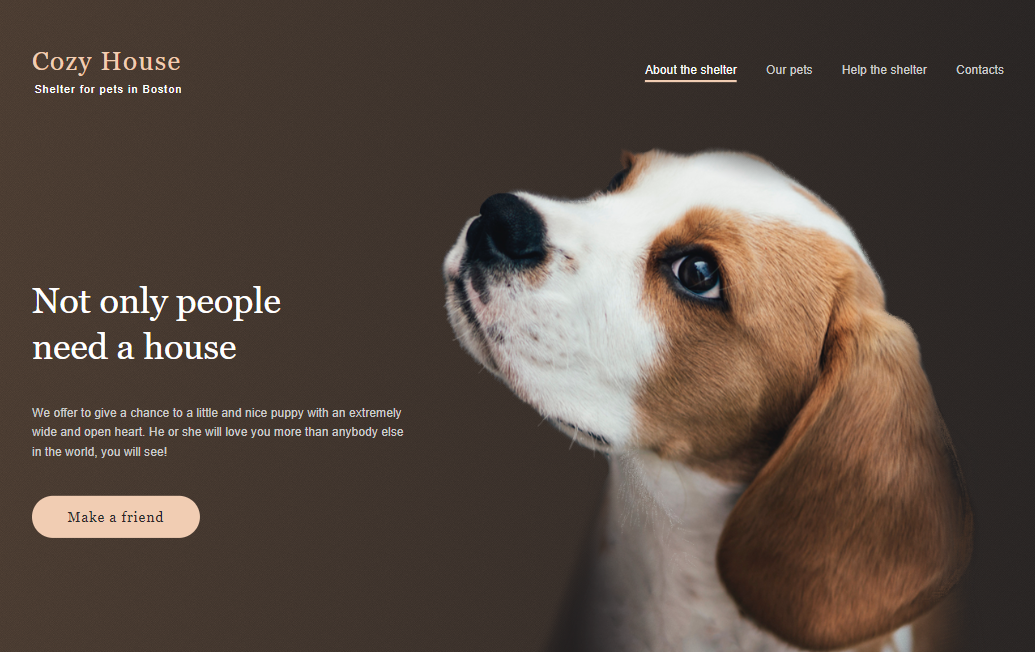 Cozy House
Shelter for pets in Boston
About the shelter
Our pets
Help the shelter
Contacts
Not only people
need a house
We offer to give a chance to a little and nice puppy with an extremely
wide and open heart. He or she will love you more than anybody else
in the world, you will see!
Make a friend